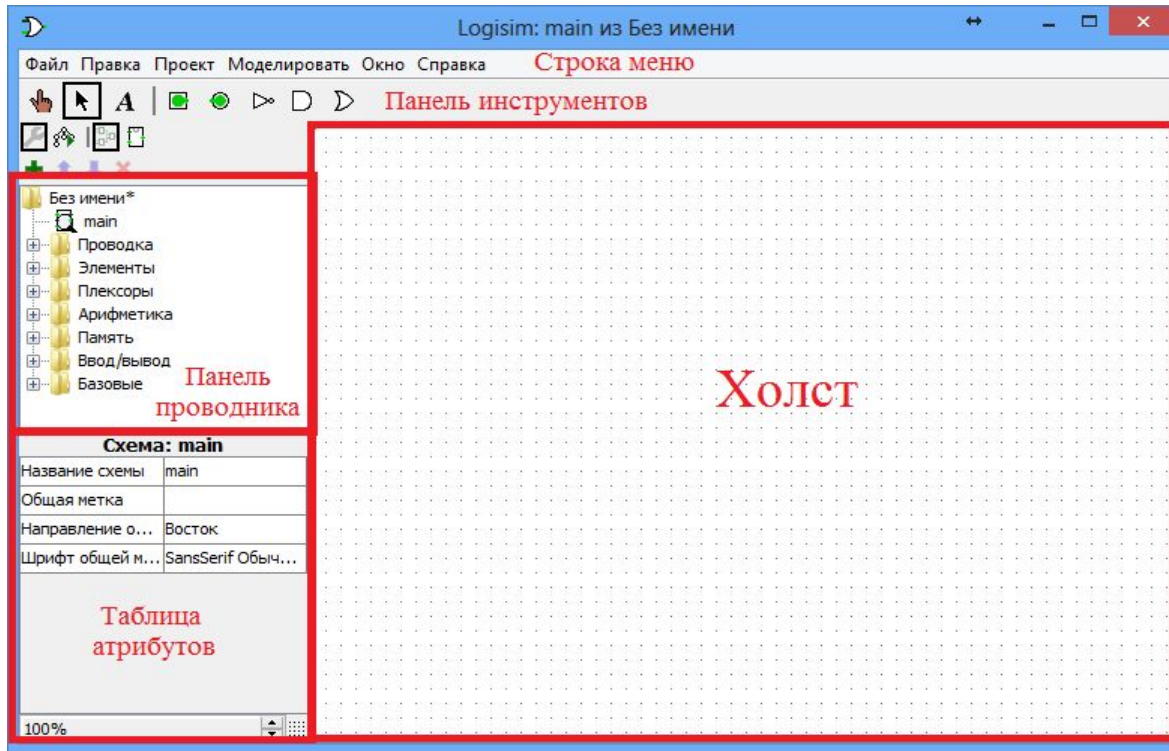 Logisim: main из Без имени
Файл Правка Проект Моделировать Окно Справка Строка меню
A Панель инструментов
Без имени*
main
Проводка
Элементы
Плексоры
Арифметика
Память
Ввод/вывод
Базовые
Панель
проводника
Холст
Схема: main
Название схемы main
Общая метка
Направление о... Восток
Шрифт общей м... SansSerif Обыч...
Таблица
атрибутов
100%